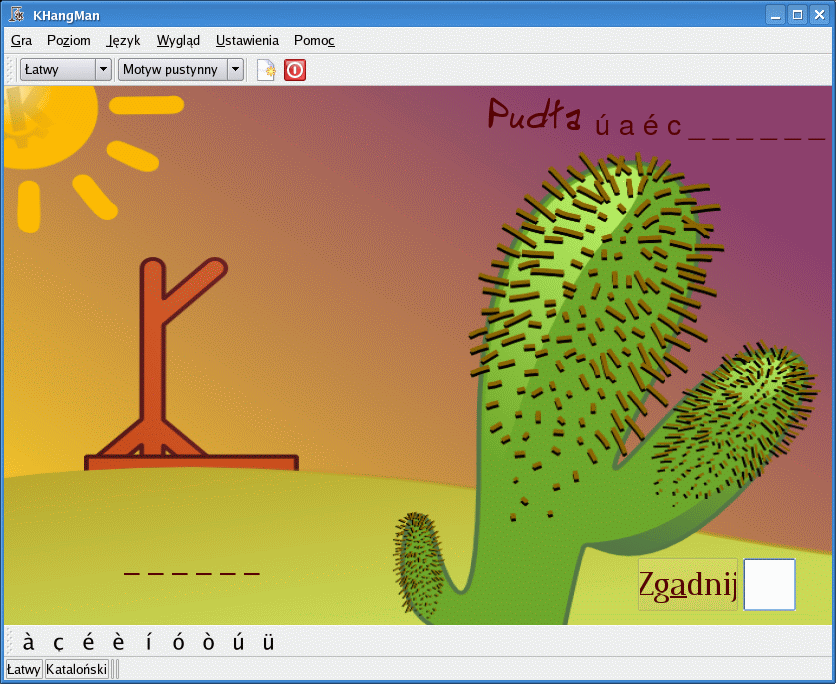 KHangMan
Gra Poziom Język Wygląd Ustawienia Pomoc
Łatwy Motyw pustynny
K
Pudła ú a é c _ _ _ _ _ _
_ _ _ _ _ _
Zgadnij
à ç é è í ó ò ú ü
Łatwy Kataloński